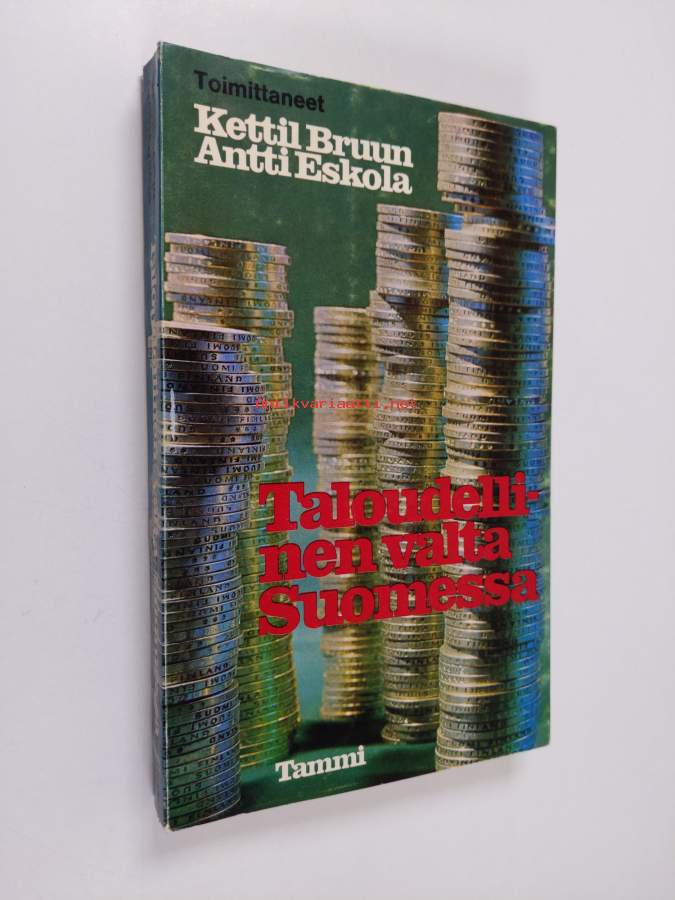 Toimittaneet
Kettil Bruun
Antti Eskola
antikvariaatti.net
Taloudelli-
nen valta
Suomessa
Tammi